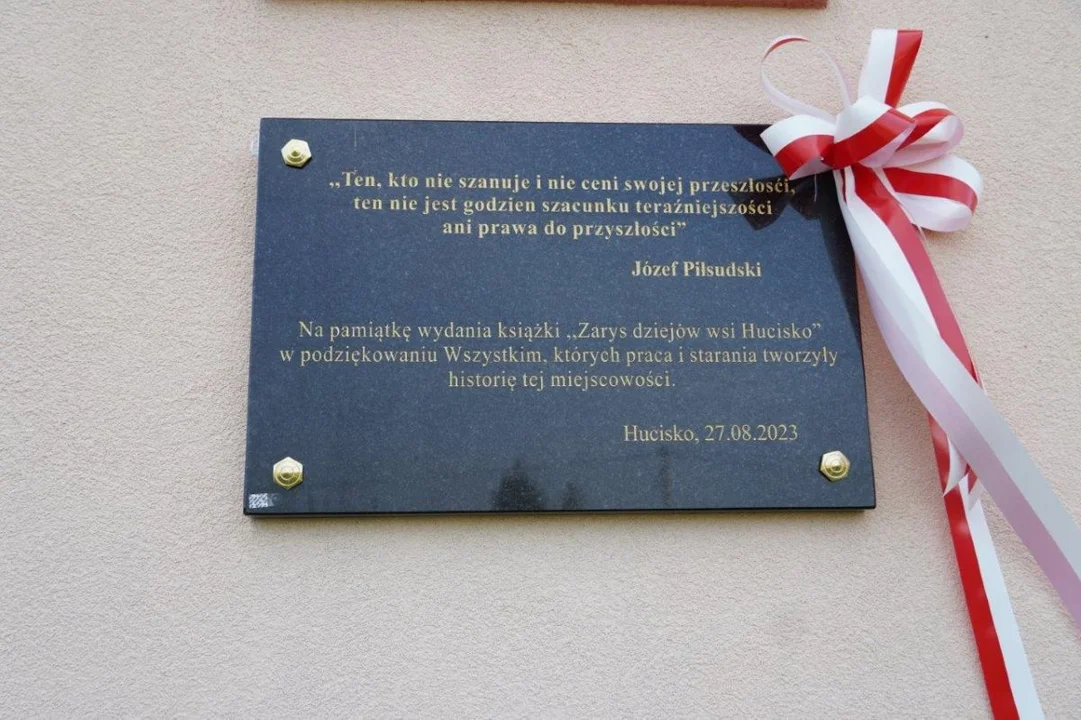 ,,Ten, kto nie szanuje i nie ceni swojej przeszłosći,
ten nie jest godzien szacunku teraźniejszości
ani prawa do przyszłości”
Józef Piłsudski
Na pamiątkę wydania książki ,,Zarys dziejów wsi Hucisko”
w podziękowaniu Wszystkim, których praca i starania tworzyły
historię tej miejscowości.
Hucisko, 27.08.2023